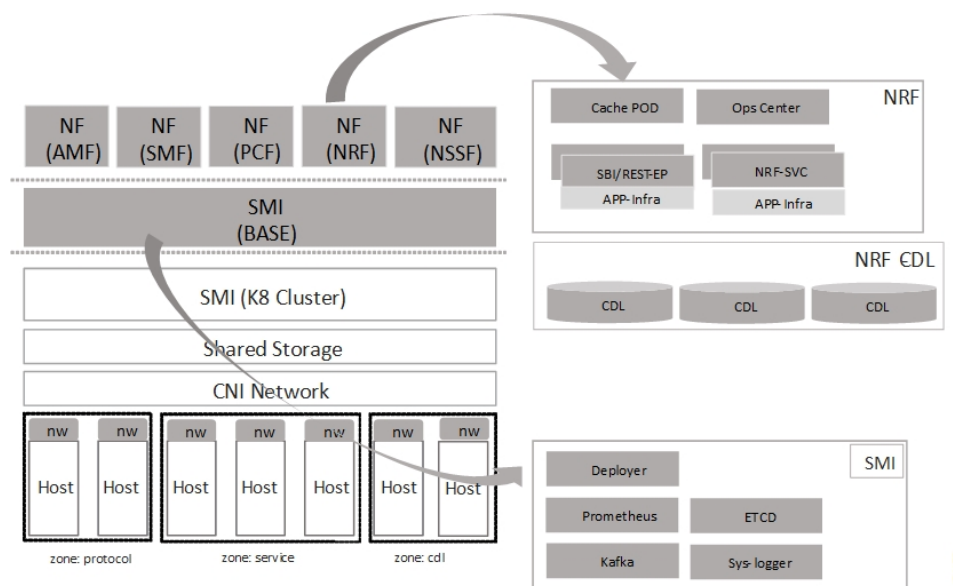 NF
(AMF)
NF
(SMF)
NF
(PCF)
NF
(NRF)
NF
(NSSF)
SMI
(BASE)
SMI (K8 Cluster)
Shared Storage
CNI Network
nw
nw
nw
nw
nw
nw
nw
Host
Host
Host
Host
Host
Host
Host
zone: protocol
zone: service
zone: cdl
NRF
Cache POD
Ops Center
SBI/REST-EP
APP-Infra
NRF-SVC
APP-Infra
NRF CDL
CDL
CDL
CDL
SMI
Deployer
Prometheus
ETCD
Kafka
Sys-logger